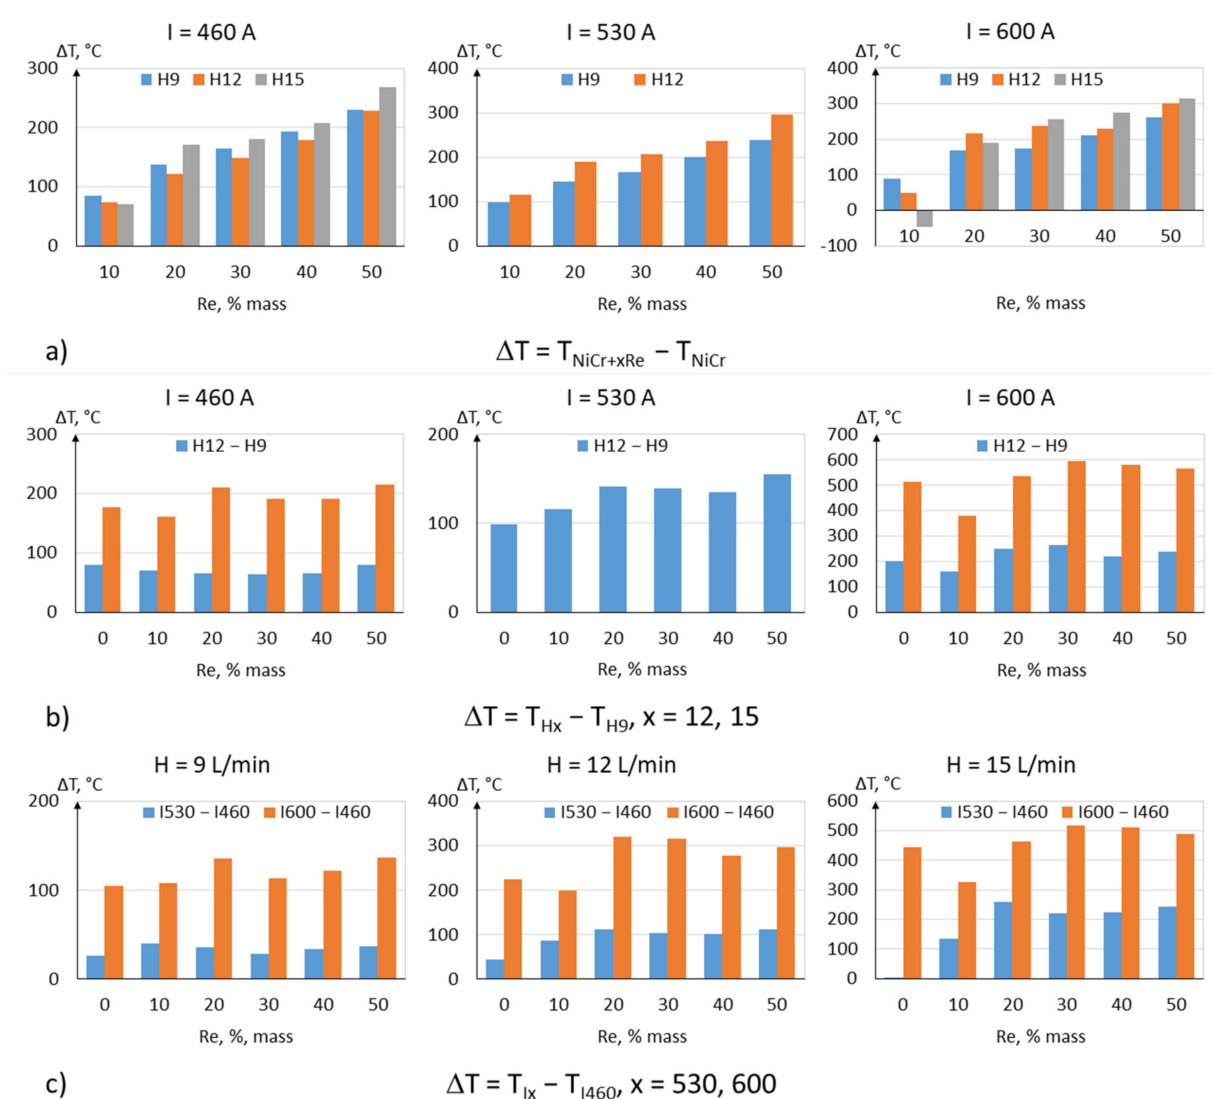 I = 460 A
I = 530 A
I = 600 A
ΔT, °C
ΔT, °C
ΔT, °C
300
200
100
0
H9 H12 H15
10 20 30 40 50
Re, % mass
400
300
200
100
0
H9 H12
10 20 30 40 50
Re, % mass
400
300
200
100
0
-100
H9 H12 H15
10 20 30 40 50
Re, % mass
a)
ΔT = T_NiCr+xRe − T_NiCr
I = 460 A
I = 530 A
I = 600 A
ΔT, °C
ΔT, °C
ΔT, °C
300
200
100
0
H12 – H9
0 10 20 30 40 50
Re, % mass
200
100
0
H12 – H9
0 10 20 30 40 50
Re, % mass
700
600
500
400
300
200
100
0
H12 – H9
0 10 20 30 40 50
Re, % mass
b)
ΔT = T_Hx − T_H9, x = 12, 15
H = 9 L/min
H = 12 L/min
H = 15 L/min
ΔT, °C
ΔT, °C
ΔT, °C
200
100
0
I530 – I460 I600 – I460
0 10 20 30 40 50
Re, %, mass
400
300
200
100
0
I530 – I460 I600 – I460
0 10 20 30 40 50
Re, % mass
600
500
400
300
200
100
0
I530 – I460 I600 – I460
0 10 20 30 40 50
Re, % mass
c)
ΔT = T_Ix − T_I460, x = 530, 600